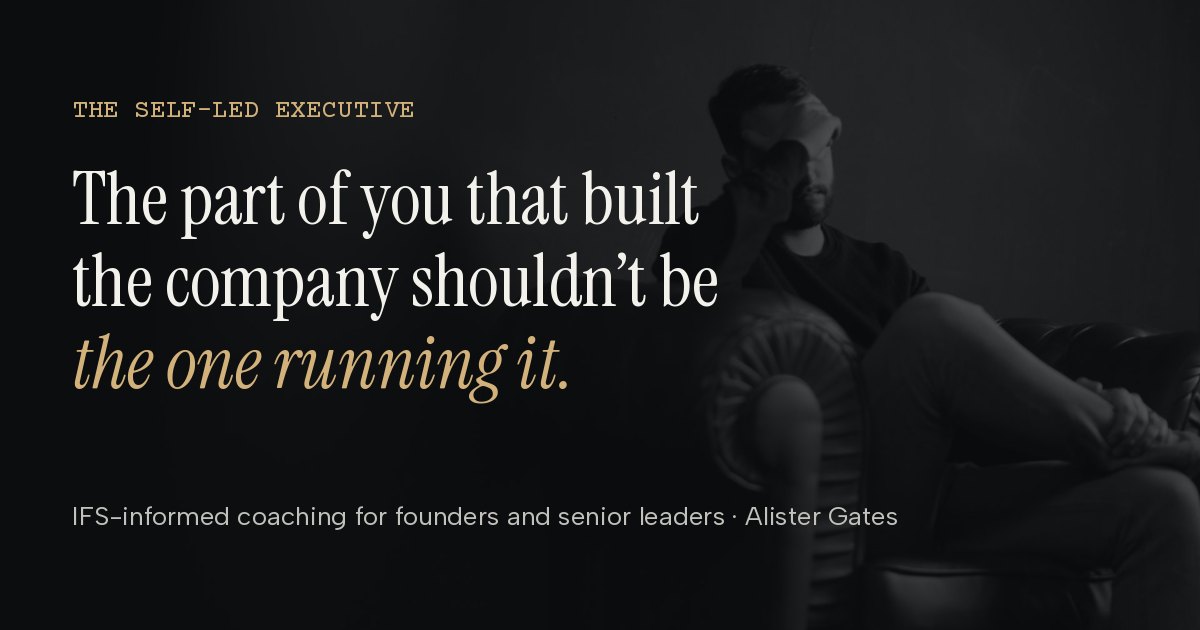 THE SELF-LED EXECUTIVE
The part of you that built
the company shouldn’t be
the one running it.
IFS-informed coaching for founders and senior leaders · Alister Gates